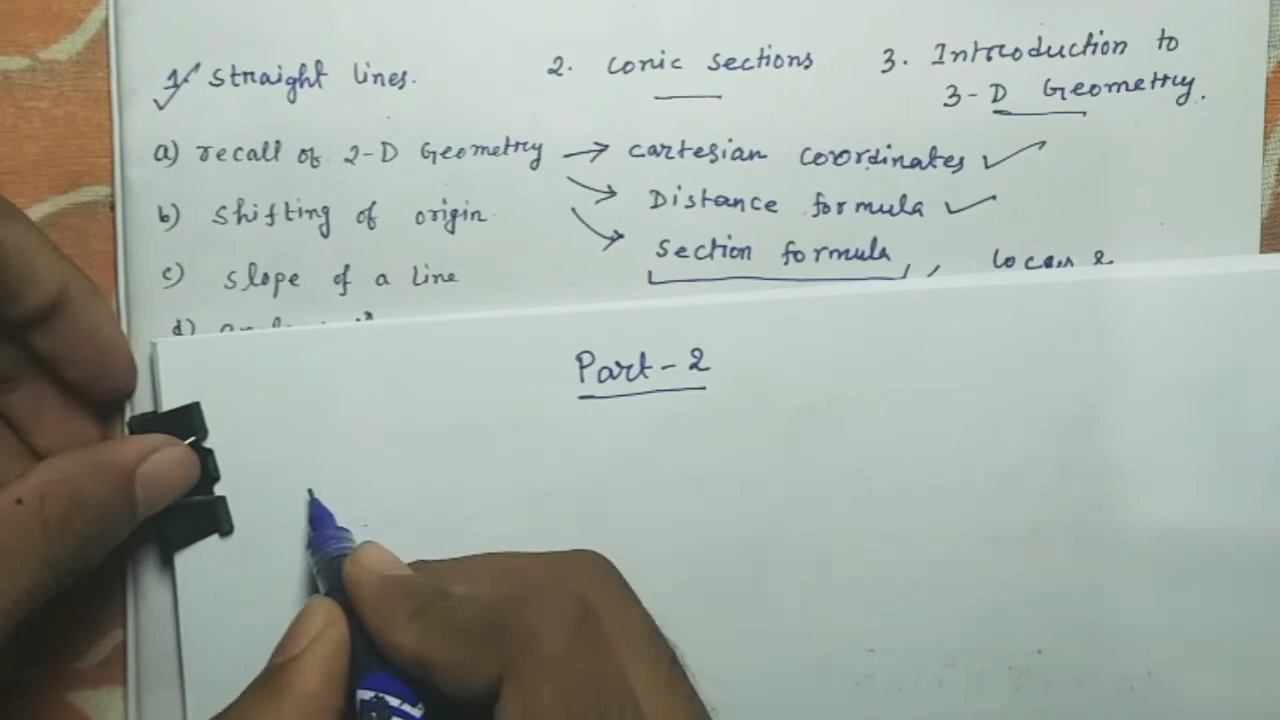 1 straight lines. 2. conic sections 3. Introduction to
3-D Geometry.
a) recall of 2-D Geometry → cartesian coordinates ✓
Distance formula ✓
b) shifting of origin
section formula,
c) slope of a line
d)
Part-2